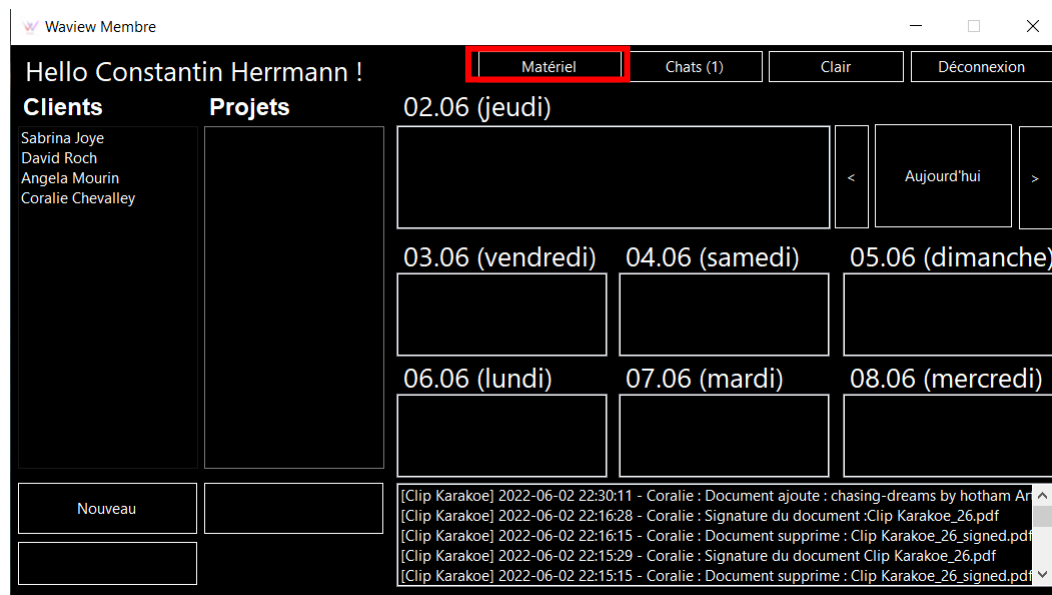 Waview Membre
Hello Constantin Herrmann !
Matériel
Chats (1)
Clair
Déconnexion
Clients
Projets
Sabrina Joye
David Roch
Angela Mourin
Coralie Chevalley
02.06 (jeudi)
<
Aujourd'hui
>
03.06 (vendredi)
04.06 (samedi)
05.06 (dimanche)
06.06 (lundi)
07.06 (mardi)
08.06 (mercredi)
Nouveau
[Clip Karakoe] 2022-06-02 22:30:11 - Coralie : Document ajoute : chasing-dreams by hotham Ar
[Clip Karakoe] 2022-06-02 22:16:28 - Coralie : Signature du document :Clip Karakoe_26.pdf
[Clip Karakoe] 2022-06-02 22:16:15 - Coralie : Document supprime : Clip Karakoe_26_signed.pdf
[Clip Karakoe] 2022-06-02 22:15:29 - Coralie : Signature du document Clip Karakoe_26.pdf
[Clip Karakoe] 2022-06-02 22:15:15 - Coralie : Document supprime : Clip Karakoe_26_signed.pdf